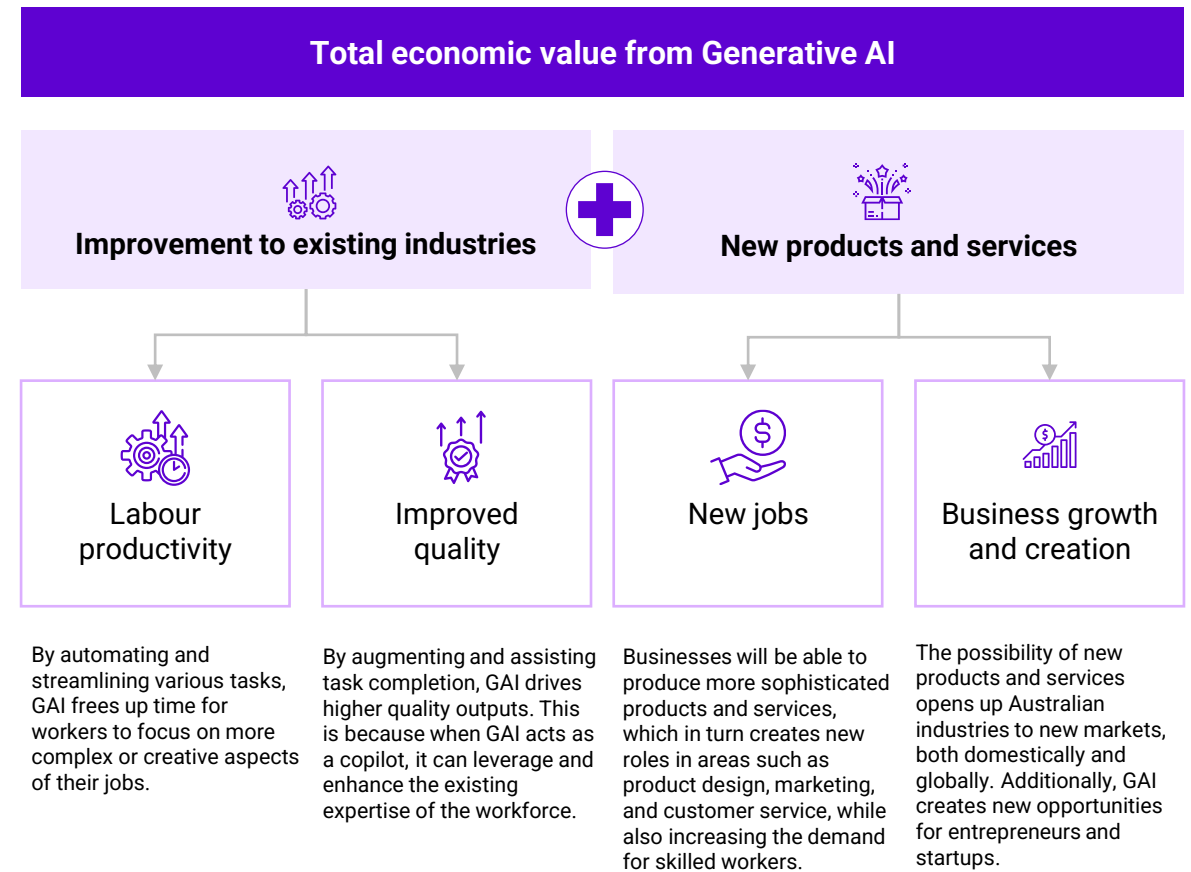 Total economic value from Generative AI
Improvement to existing industries
New products and services
Labour
productivity
Improved
quality
New jobs
Business growth
and creation
By automating and
streamlining various tasks,
GAI frees up time for
workers to focus on more
complex or creative aspects
of their jobs.
By augmenting and assisting
task completion, GAI drives
higher quality outputs. This
is because when GAI acts as
a copilot, it can leverage and
enhance the existing
expertise of the workforce.
Businesses will be able to
produce more sophisticated
products and services,
which in turn creates new
roles in areas such as
product design, marketing,
and customer service, while
also increasing the demand
for skilled workers.
The possibility of new
products and services
opens up Australian
industries to new markets,
both domestically and
globally. Additionally, GAI
creates new opportunities
for entrepreneurs and
startups.